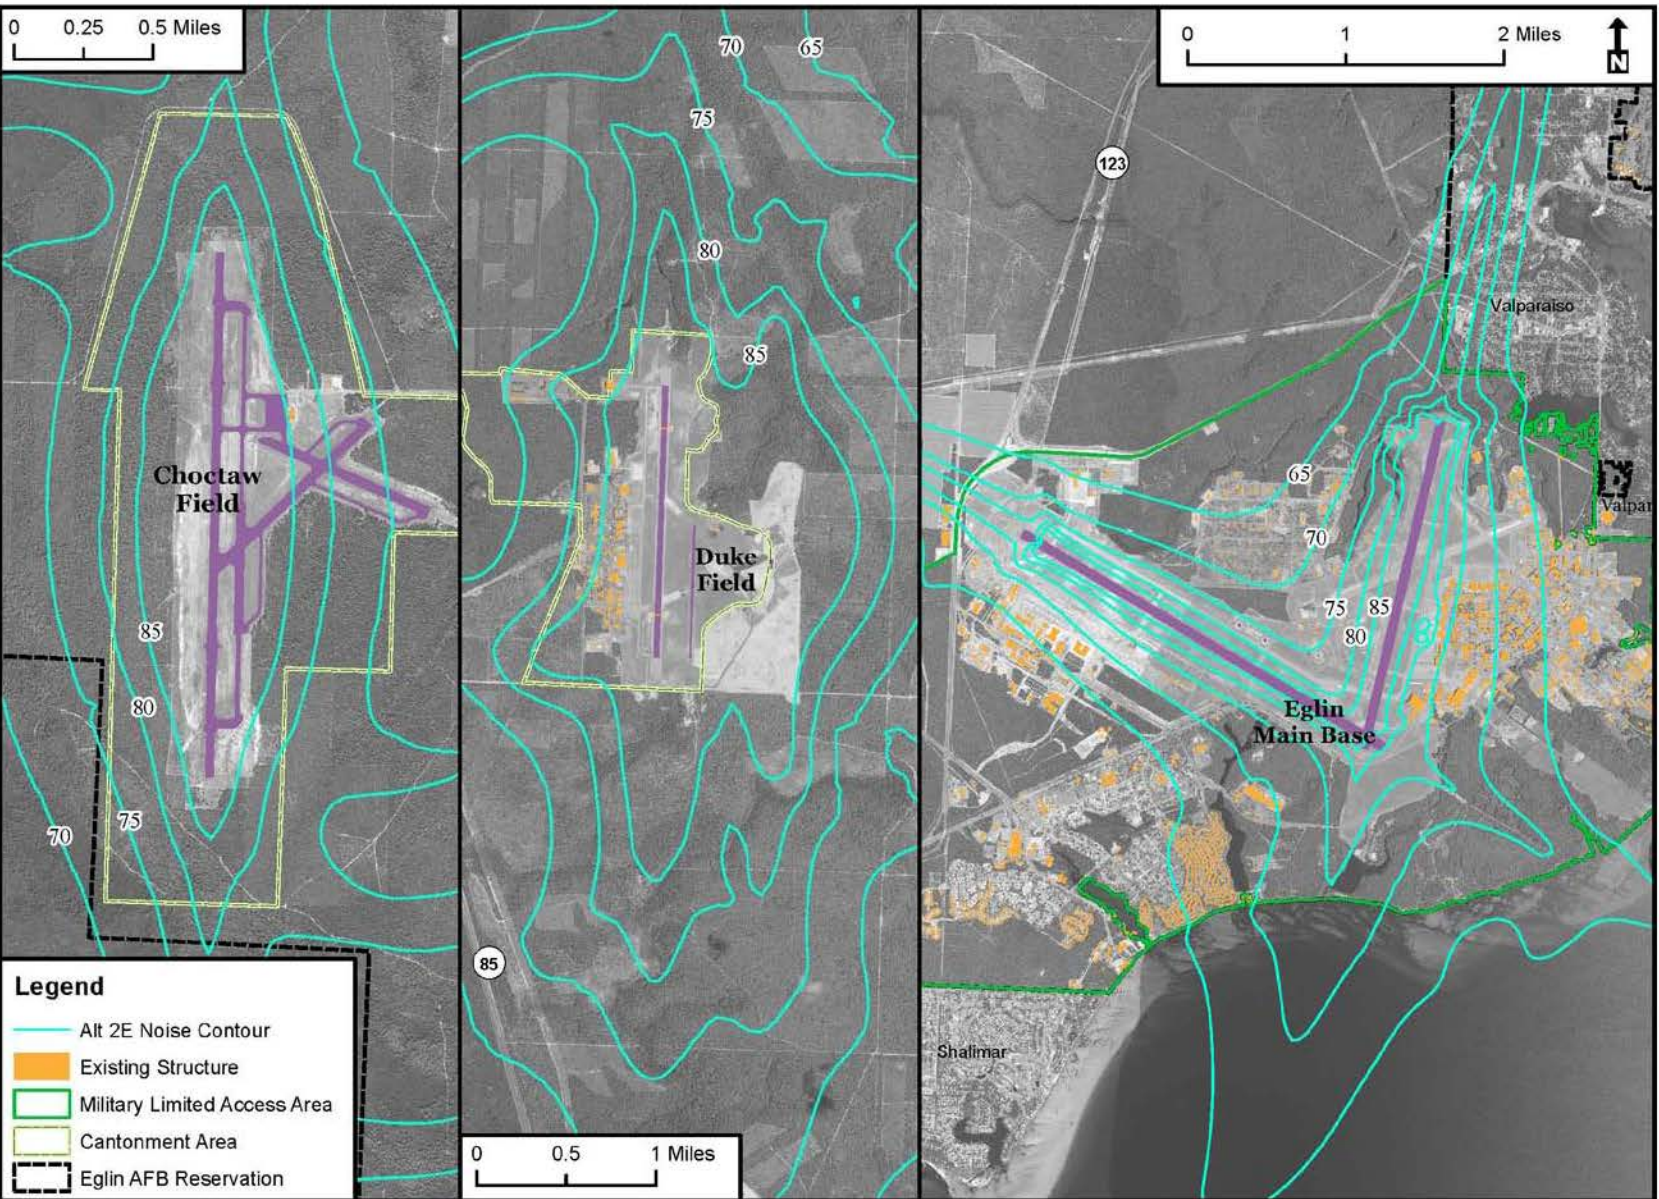 0 0.25 0.5 Miles
70
65
75
80
85
Choctaw
Field
85
80
75
70
Duke
Field
85
0 0.5 1 Miles
0 1 2 Miles
N
123
Valparaiso
Valpar
65
70
75
85
80
Eglin
Main Base
Shalimar
Legend
Alt 2E Noise Contour
Existing Structure
Military Limited Access Area
Cantonment Area
Eglin AFB Reservation